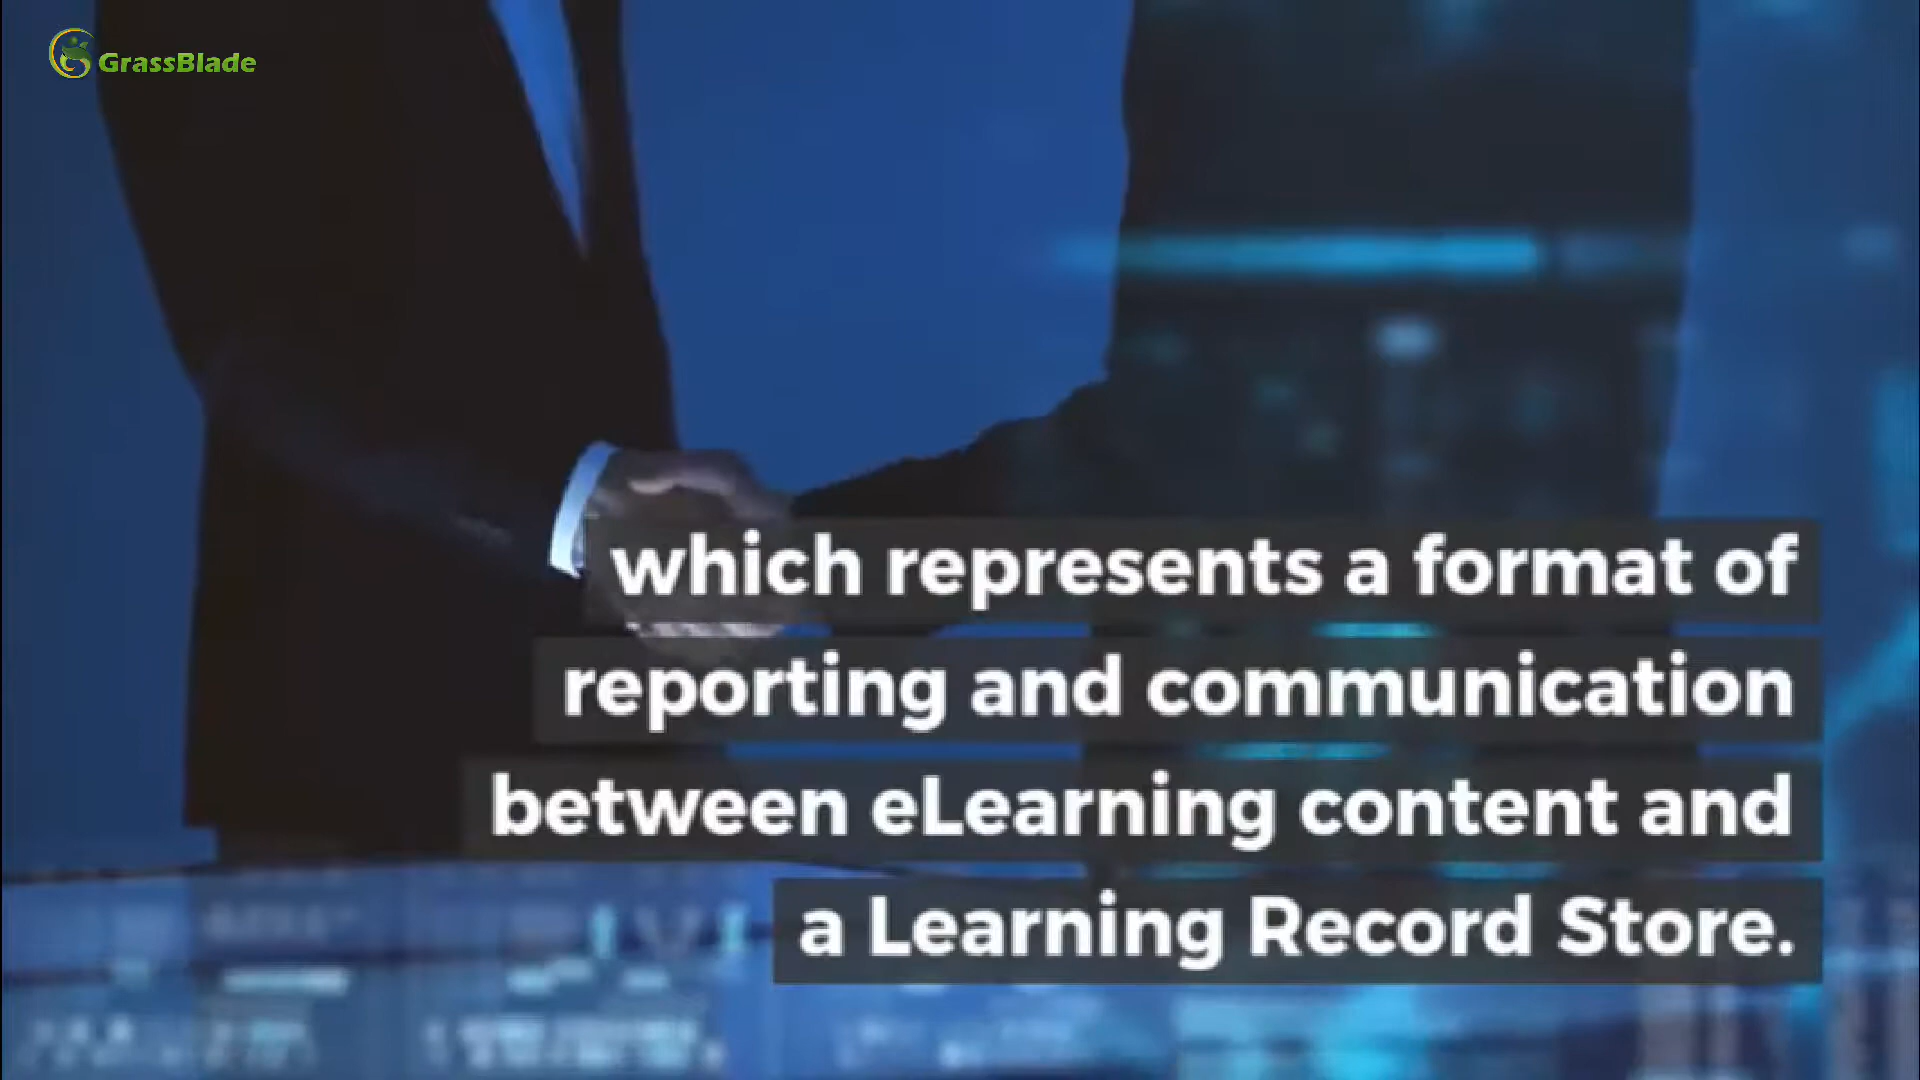 GrassBlade
which represents a format of
reporting and communication
between eLearning content and
a Learning Record Store.